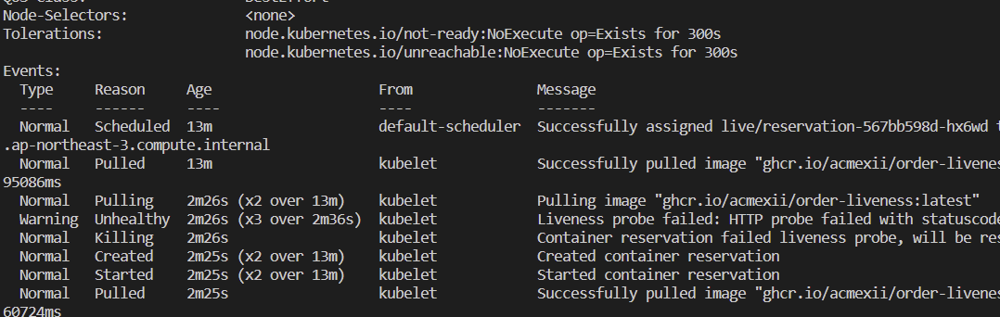 QoS Class:                   BestEffort
Node-Selectors:              <none>
Tolerations:                 node.kubernetes.io/not-ready:NoExecute op=Exists for 300s
                             node.kubernetes.io/unreachable:NoExecute op=Exists for 300s
Events:
  Type     Reason     Age                    From               Message
  ----     ------     ----                   ----               -------
  Normal   Scheduled  13m                    default-scheduler  Successfully assigned live/reservation-567bb598d-hx6wd t
.ap-northeast-3.compute.internal
  Normal   Pulled     13m                    kubelet            Successfully pulled image "ghcr.io/acmexii/order-livenes
95086ms
  Normal   Pulling    2m26s (x2 over 13m)    kubelet            Pulling image "ghcr.io/acmexii/order-liveness:latest"
  Warning  Unhealthy  2m26s (x3 over 2m36s)  kubelet            Liveness probe failed: HTTP probe failed with statuscode
  Normal   Killing    2m26s                  kubelet            Container reservation failed liveness probe, will be res
  Normal   Created    2m25s (x2 over 13m)    kubelet            Created container reservation
  Normal   Started    2m25s (x2 over 13m)    kubelet            Started container reservation
  Normal   Pulled     2m25s                  kubelet            Successfully pulled image "ghcr.io/acmexii/order-livenes
60724ms